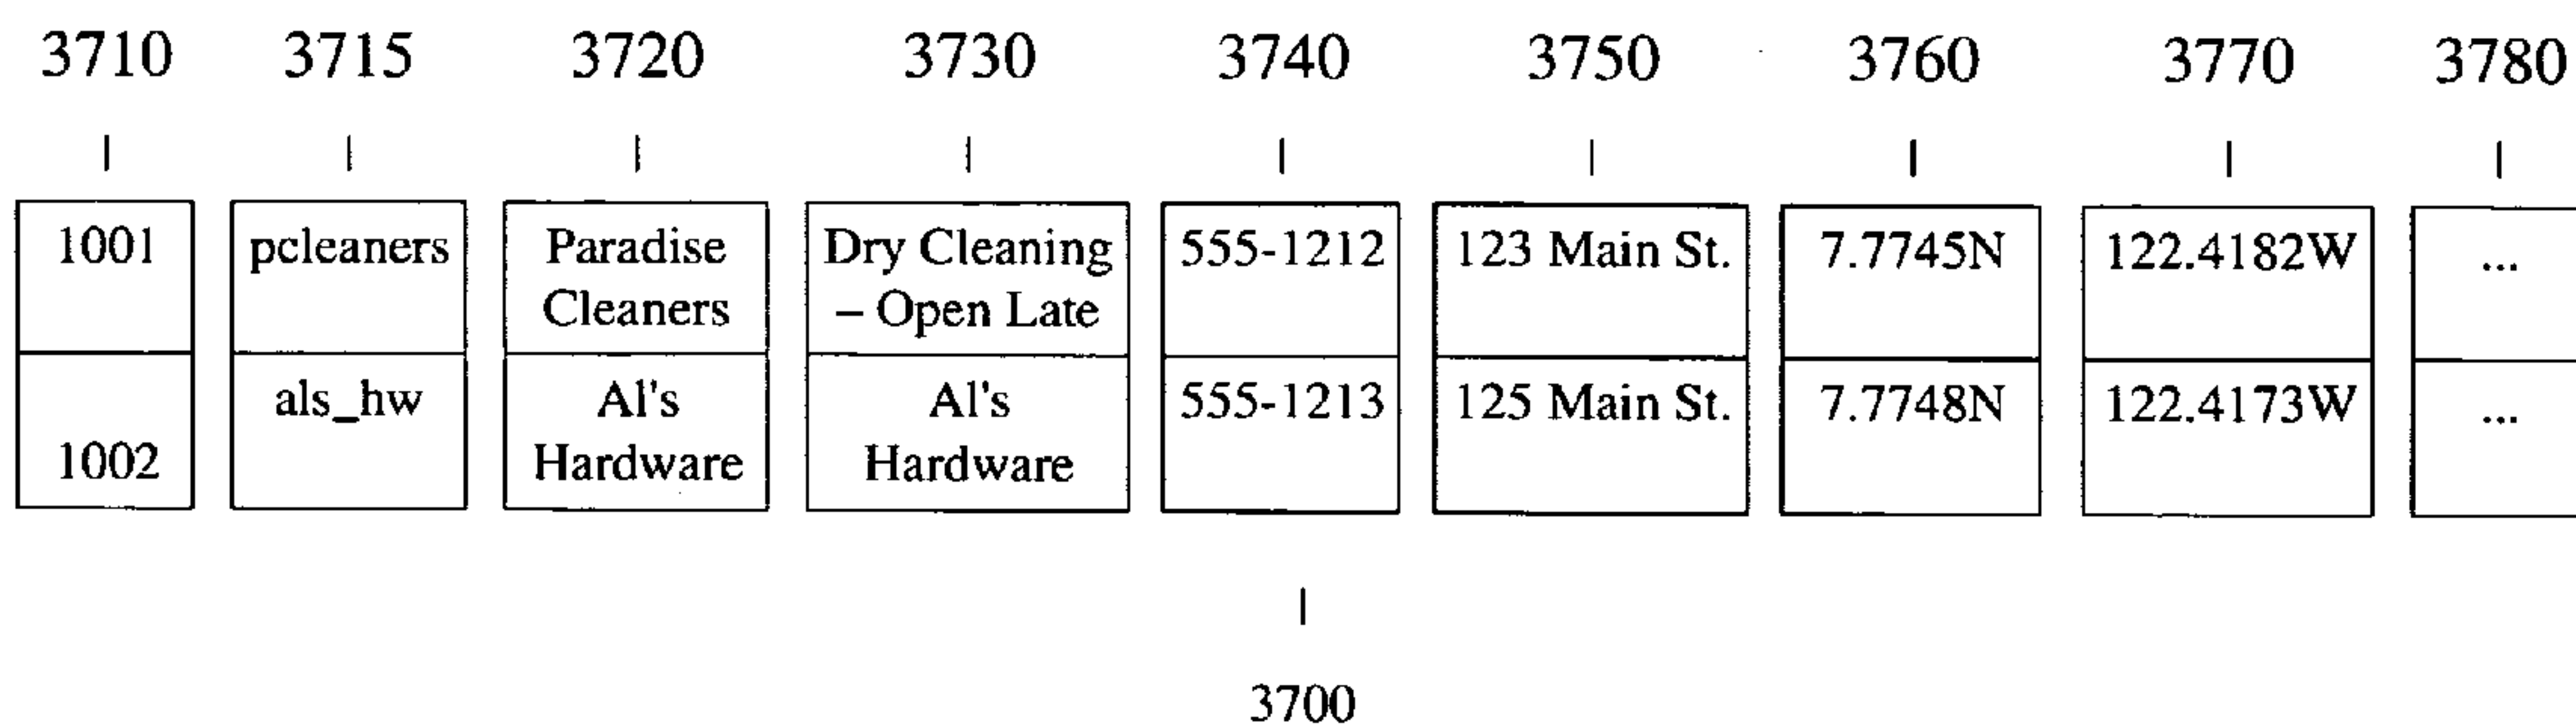 3710 3715 3720 3730 3740 3750 3760 3770 3780
1001 pcleaners Paradise Dry Cleaning 555-1212 123 Main St. 7.7745N 122.4182W ...
Cleaners – Open Late
als_hw Al's Al's 555-1213 125 Main St. 7.7748N 122.4173W ...
1002 Hardware Hardware
3700